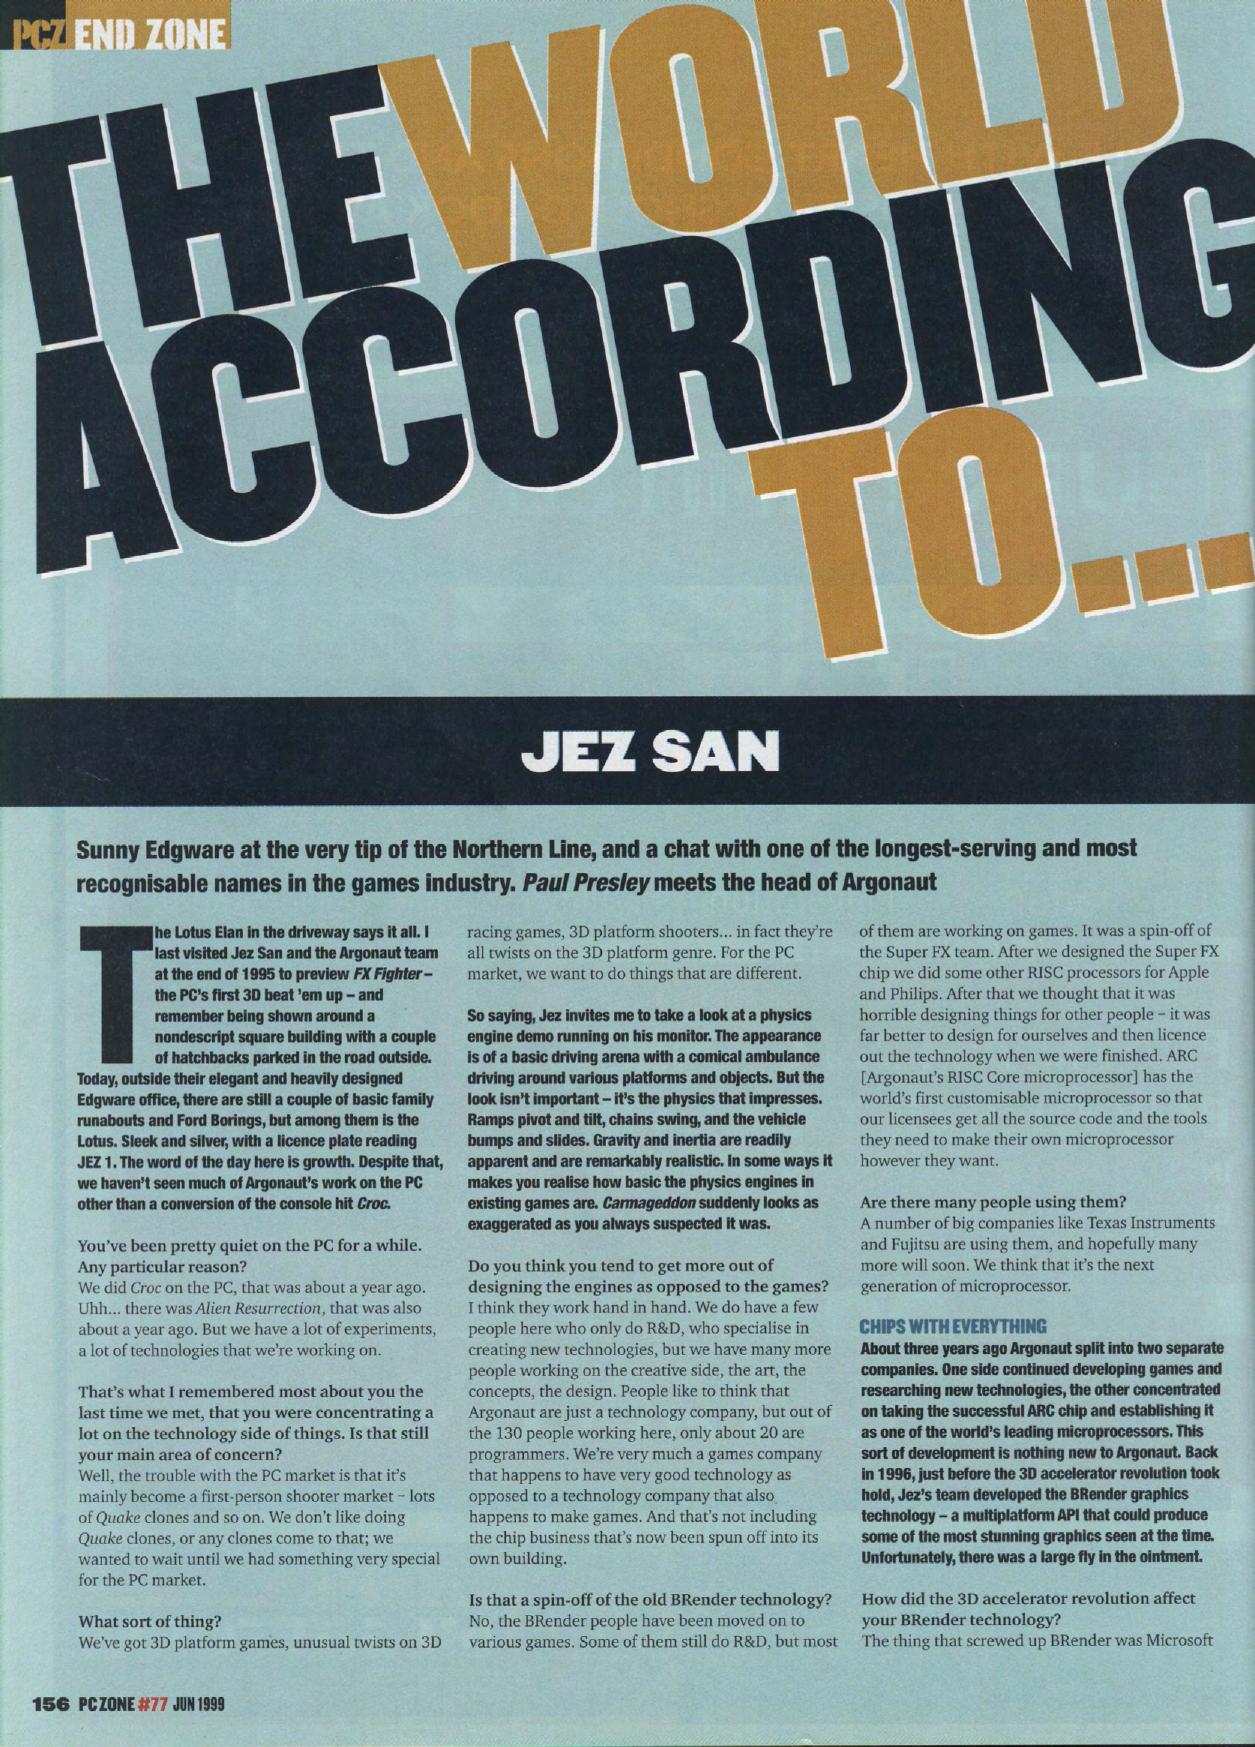 PCZ END ZONE
THE WORLD
ACCORDING
TO...
JEZ SAN
Sunny Edgware at the very tip of the Northern Line, and a chat with one of the longest-serving and most
recognisable names in the games industry. Paul Presley meets the head of Argonaut
The Lotus Elan in the driveway says it all. I
last visited Jez San and the Argonaut team
at the end of 1995 to preview FX Fighter –
the PC's first 3D beat 'em up – and
remember being shown around a
nondescript square building with a couple
of hatchbacks parked in the road outside.
Today, outside their elegant and heavily designed
Edgware office, there are still a couple of basic family
runabouts and Ford Borings, but among them is the
Lotus. Sleek and silver, with a licence plate reading
JEZ 1. The word of the day here is growth. Despite that,
we haven't seen much of Argonaut's work on the PC
other than a conversion of the console hit Croc.
You've been pretty quiet on the PC for a while.
Any particular reason?
We did Croc on the PC, that was about a year ago.
Uhh... there was Alien Resurrection, that was also
about a year ago. But we have a lot of experiments,
a lot of technologies that we're working on.
That's what I remembered most about you the
last time we met, that you were concentrating a
lot on the technology side of things. Is that still
your main area of concern?
Well, the trouble with the PC market is that it's
mainly become a first-person shooter market – lots
of Quake clones and so on. We don't like doing
Quake clones, or any clones come to that; we
wanted to wait until we had something very special
for the PC market.
What sort of thing?
We've got 3D platform games, unusual twists on 3D
racing games, 3D platform shooters... in fact they're
all twists on the 3D platform genre. For the PC
market, we want to do things that are different.
So saying, Jez invites me to take a look at a physics
engine demo running on his monitor. The appearance
is of a basic driving arena with a comical ambulance
driving around various platforms and objects. But the
look isn't important – it's the physics that impresses.
Ramps pivot and tilt, chains swing, and the vehicle
bumps and slides. Gravity and inertia are readily
apparent and are remarkably realistic. In some ways it
makes you realise how basic the physics engines in
existing games are. Carmageddon suddenly looks as
exaggerated as you always suspected it was.
Do you think you tend to get more out of
designing the engines as opposed to the games?
I think they work hand in hand. We do have a few
people here who only do R&D, who specialise in
creating new technologies, but we have many more
people working on the creative side, the art, the
concepts, the design. People like to think that
Argonaut are just a technology company, but out of
the 130 people working here, only about 20 are
programmers. We're very much a games company
that happens to have very good technology as
opposed to a technology company that also
happens to make games. And that's not including
the chip business that's now been spun off into its
own building.
Is that a spin-off of the old BRender technology?
No, the BRender people have been moved on to
various games. Some of them still do R&D, but most
of them are working on games. It was a spin-off of
the Super FX team. After we designed the Super FX
chip we did some other RISC processors for Apple
and Philips. After that we thought that it was
horrible designing things for other people – it was
far better to design for ourselves and then licence
out the technology when we were finished. ARC
[Argonaut's RISC Core microprocessor] has the
world's first customisable microprocessor so that
our licensees get all the source code and the tools
they need to make their own microprocessor
however they want.
Are there many people using them?
A number of big companies like Texas Instruments
and Fujitsu are using them, and hopefully many
more will soon. We think that it's the next
generation of microprocessor.
CHIPS WITH EVERYTHING
About three years ago Argonaut split into two separate
companies. One side continued developing games and
researching new technologies, the other concentrated
on taking the successful ARC chip and establishing it
as one of the world's leading microprocessors. This
sort of development is nothing new to Argonaut. Back
in 1996, just before the 3D accelerator revolution took
hold, Jez's team developed the BRender graphics
technology – a multiplatform API that could produce
some of the most stunning graphics seen at the time.
Unfortunately, there was a large fly in the ointment.
How did the 3D accelerator revolution affect
your BRender technology?
The thing that screwed up BRender was Microsoft
156 PCZONE #77 JUN 1999